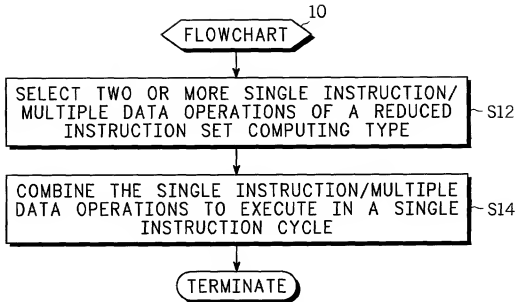 10
FLOWCHART
SELECT TWO OR MORE SINGLE INSTRUCTION/
MULTIPLE DATA OPERATIONS OF A REDUCED
INSTRUCTION SET COMPUTING TYPE
S12
COMBINE THE SINGLE INSTRUCTION/MULTIPLE
DATA OPERATIONS TO EXECUTE IN A SINGLE
INSTRUCTION CYCLE
S14
TERMINATE